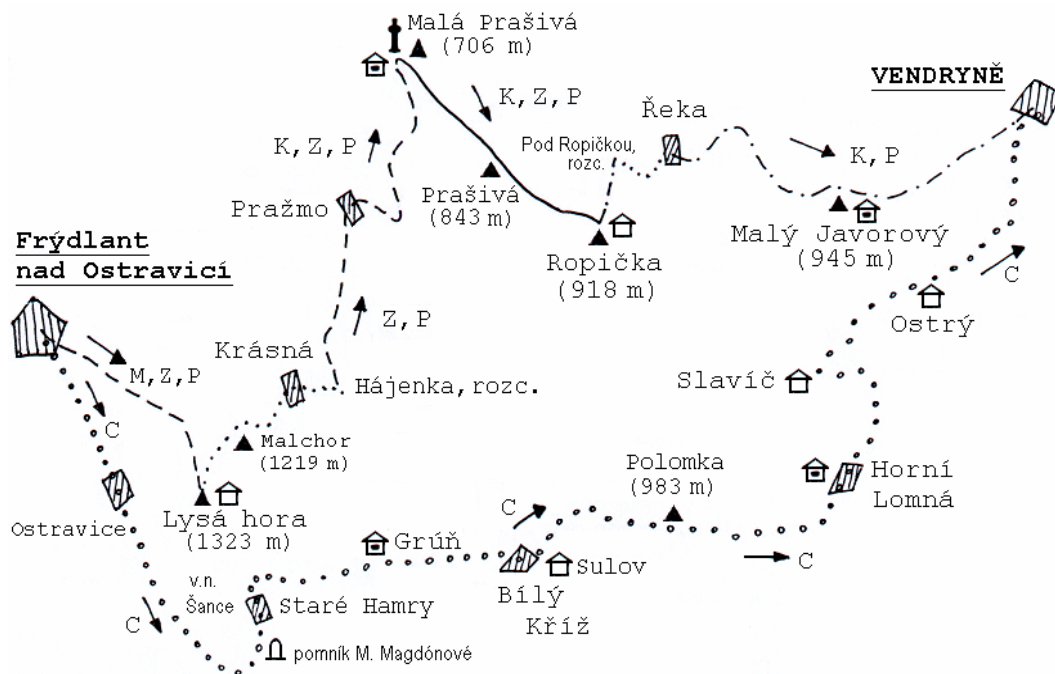 Malá Prašivá
(706 m)
VENDRYNĚ
K, Z, P
Řeka
Pod Ropičkou,
rozc.
K, Z, P
K, P
Prašivá
(843 m)
Pražmo
Malý Javorový
(945 m)
Ropička
(918 m)
Frýdlant
nad Ostravicí
C
Z, P
Ostrý
Krásná
M, Z, P
Hájenka, rozc.
Slavíč
C
Malchor
(1219 m)
Polomka
(983 m)
Horní
Lomná
C
Ostravice
Lysá hora
(1323 m)
Grúň
C
Sulov
v.n.
Šance
Staré Hamry
Bílý
Kříž
C
pomník M. Magdónové